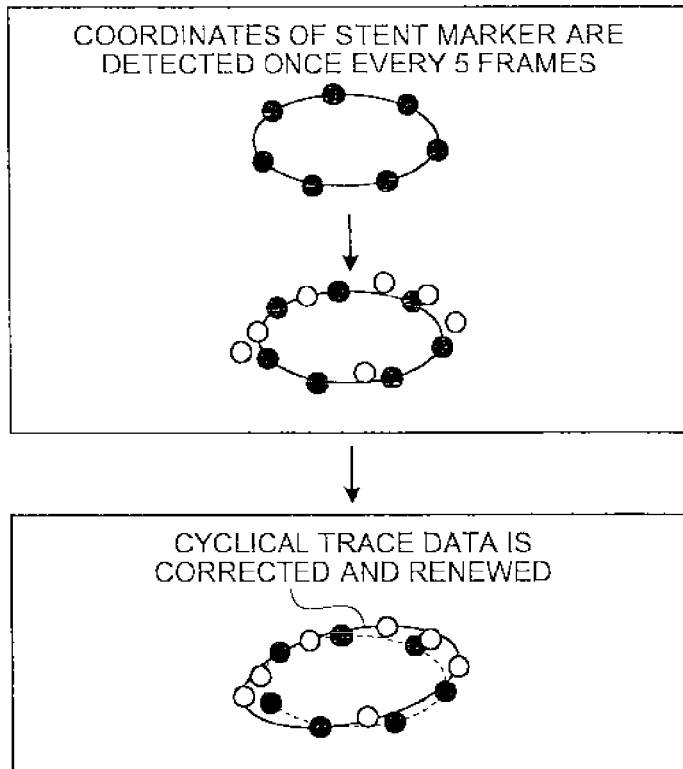 COORDINATES OF STENT MARKER ARE
DETECTED ONCE EVERY 5 FRAMES
CYCLICAL TRACE DATA IS
CORRECTED AND RENEWED